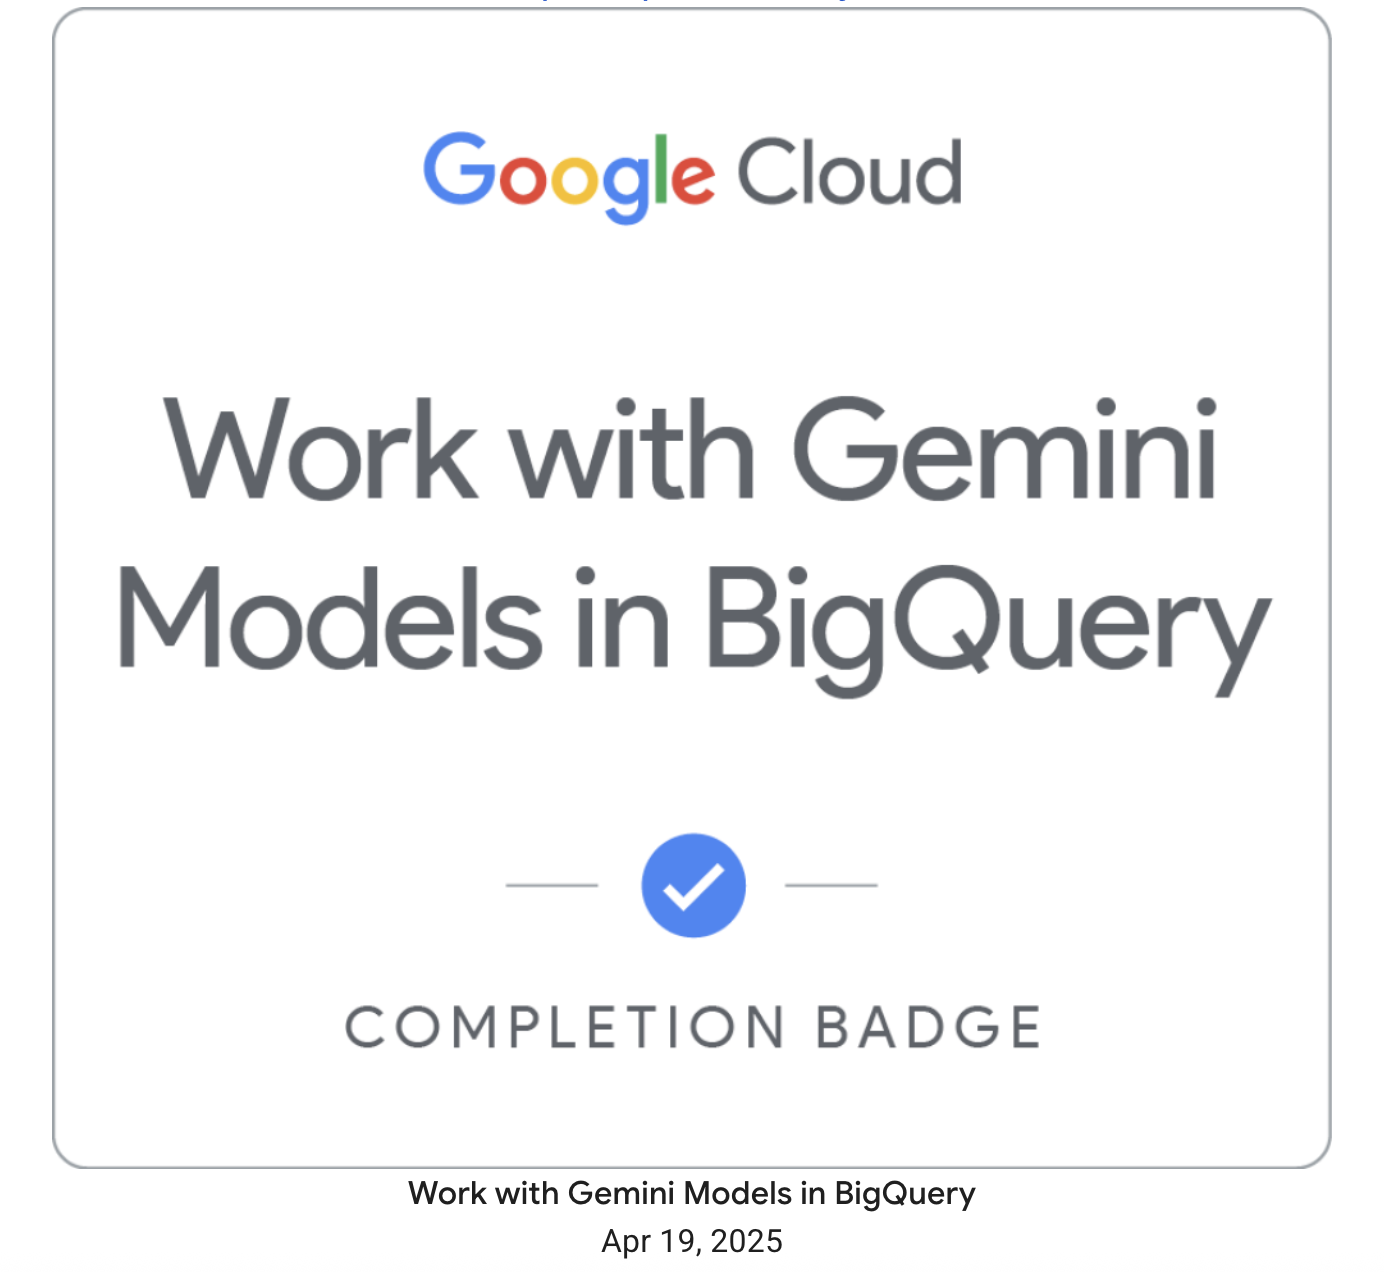 Google Cloud
Work with Gemini
Models in BigQuery
COMPLETION BADGE
Work with Gemini Models in BigQuery
Apr 19, 2025